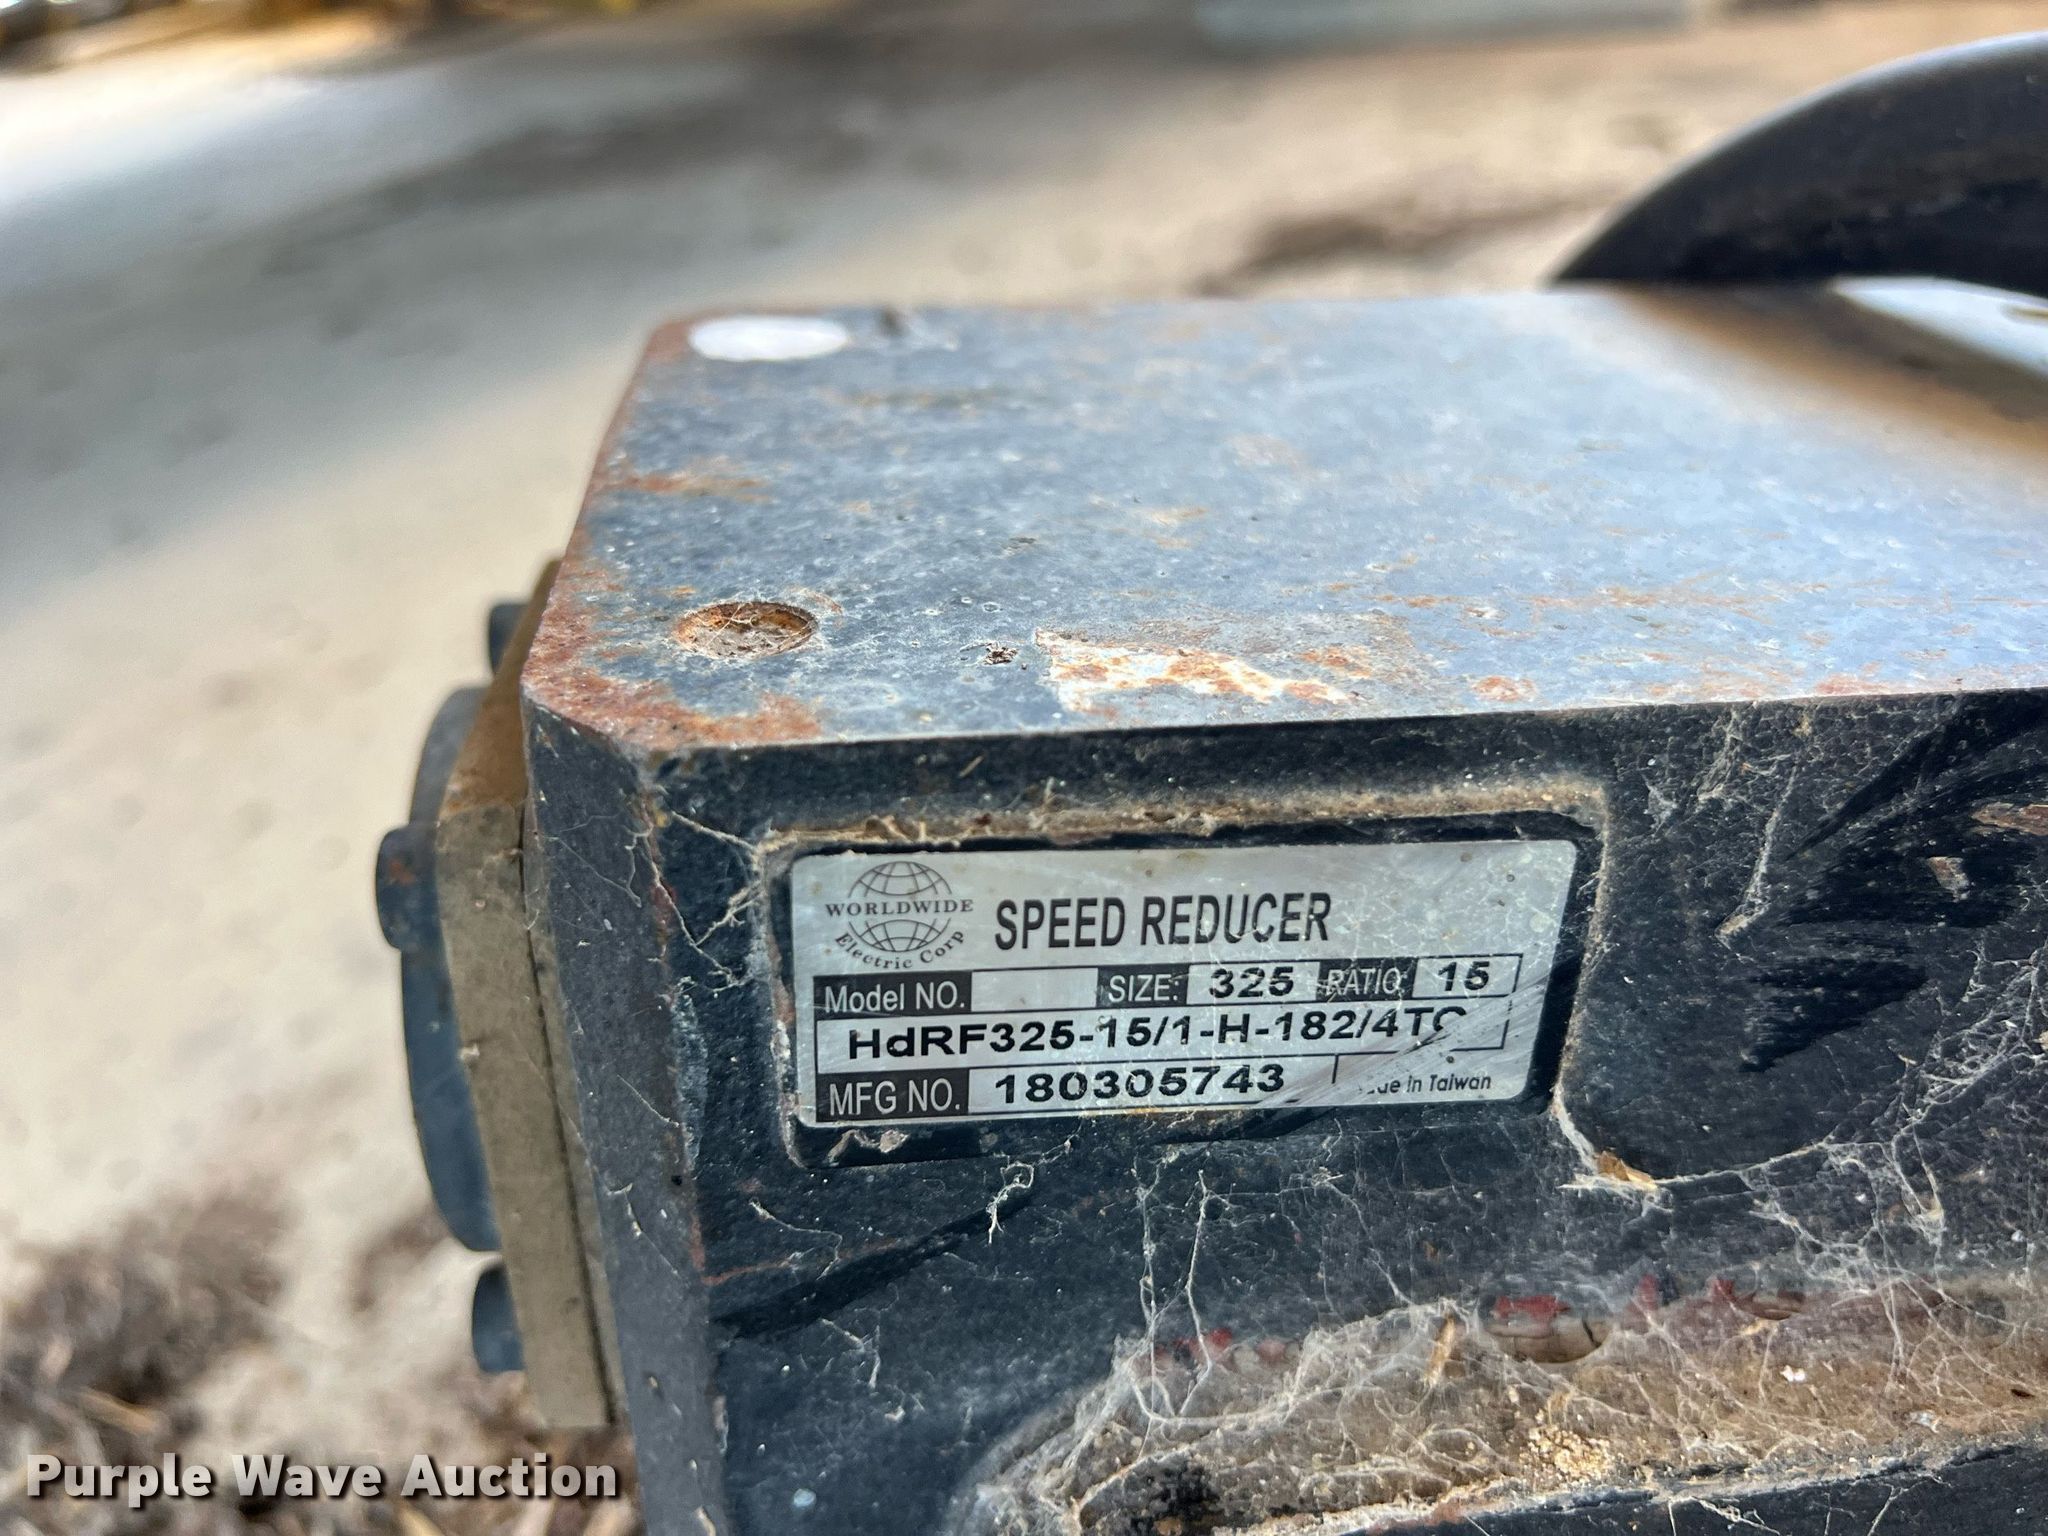 WORLDWIDE
Electric Corp
SPEED REDUCER
Model NO. SIZE: 325 RATIO: 15
HdRF325-15/1-H-182/4TC
MFG NO. 180305743 in Taiwan
Purple Wave Auction